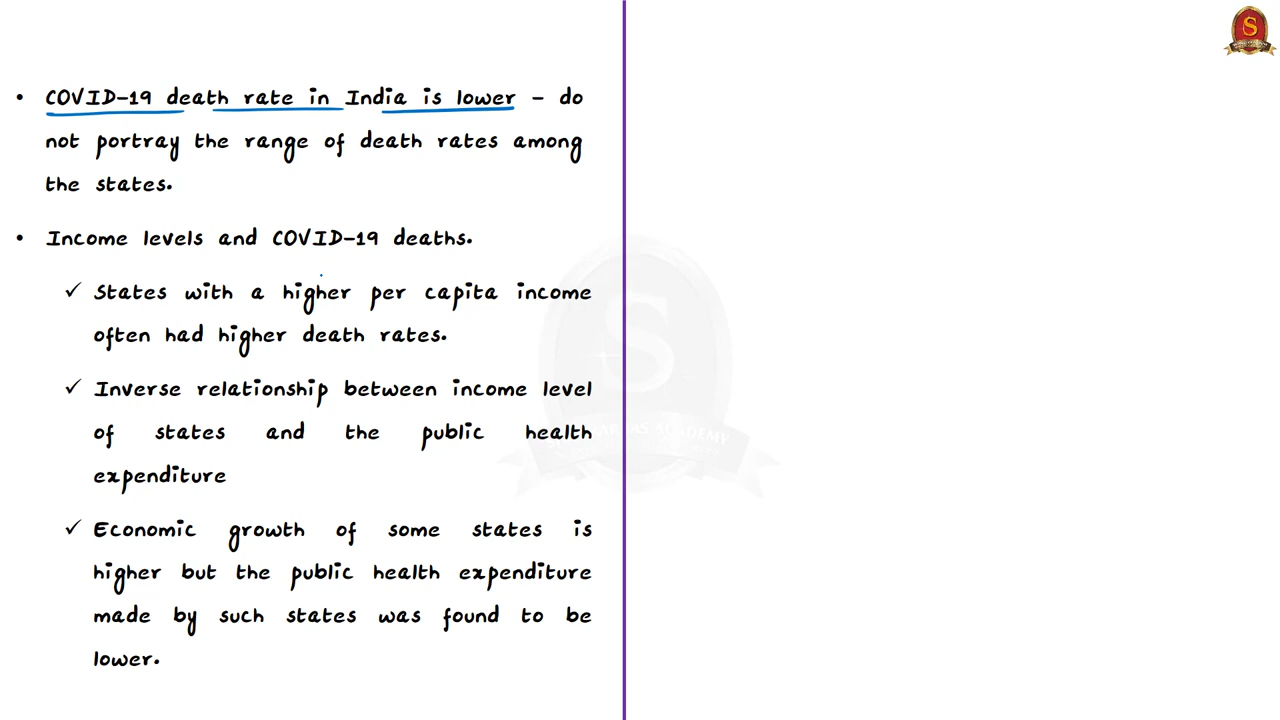 • COVID-19 death rate in India is lower - do
not portray the range of death rates among
the states.
• Income levels and COVID-19 deaths.
✓ States with a higher per capita income
often had higher death rates.
✓ Inverse relationship between income level
of states and the public health
expenditure
✓ Economic growth of some states is
higher but the public health expenditure
made by such states was found to be
lower.
S